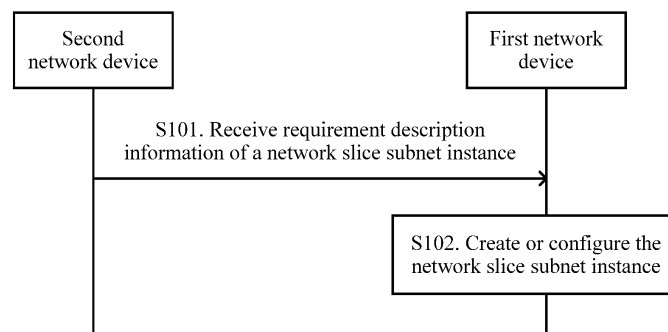 Second
network device
First network
device
S101. Receive requirement description
information of a network slice subnet instance
S102. Create or configure the
network slice subnet instance